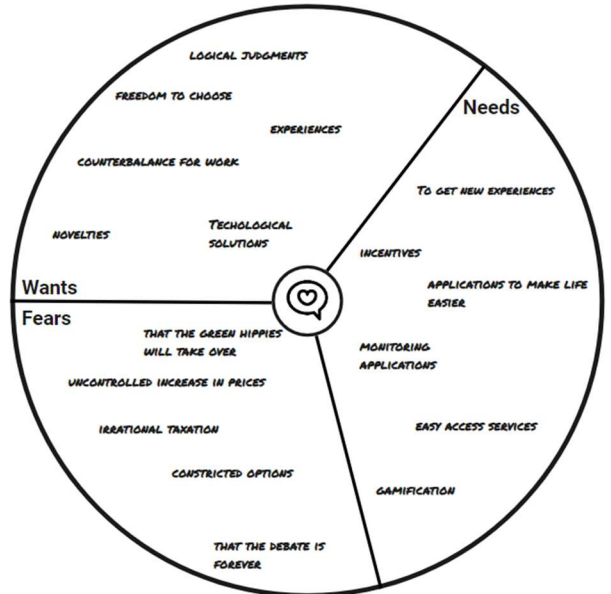 LOGICAL JUDGMENTS
FREEDOM TO CHOOSE
EXPERIENCES
COUNTERBALANCE FOR WORK
NOVELTIES
TECHOLOGICAL
SOLUTIONS
Wants
Needs
TO GET NEW EXPERIENCES
INCENTIVES
APPLICATIONS TO MAKE LIFE
EASIER
MONITORING
APPLICATIONS
EASY ACCESS SERVICES
GAMIFICATION
Fears
THAT THE GREEN HIPPIES
WILL TAKE OVER
UNCONTROLLED INCREASE IN PRICES
IRRATIONAL TAXATION
CONSTRICTED OPTIONS
THAT THE DEBATE IS
FOREVER